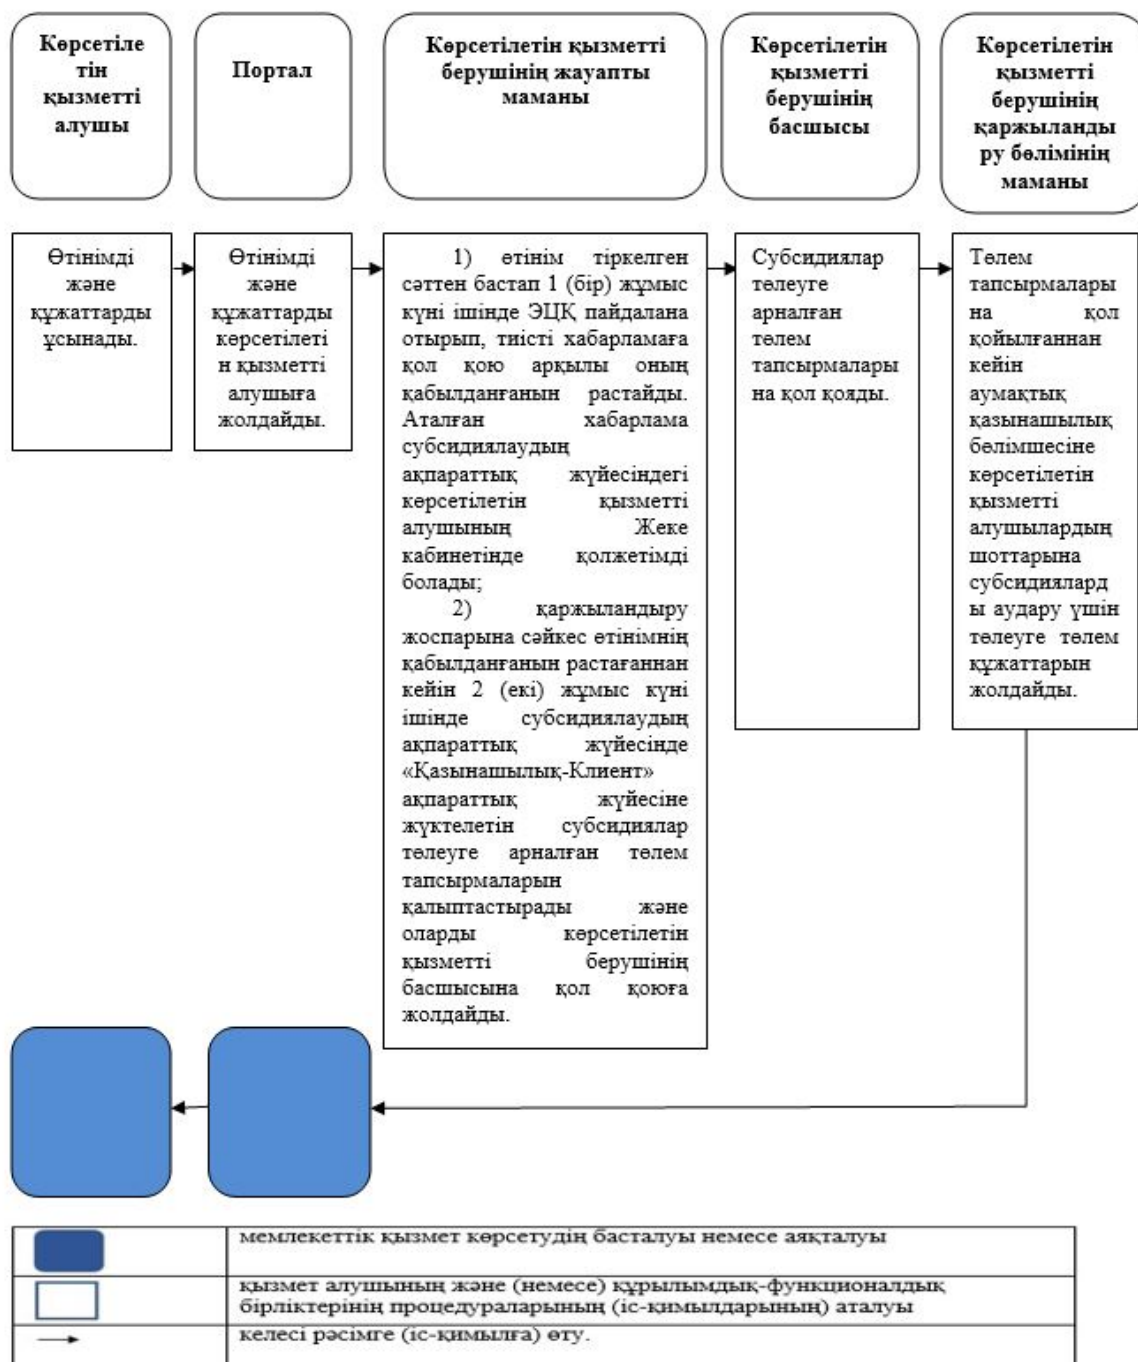 Көрсетіле
тін
қызметті
алушы
Портал
Көрсетілетін қызметті
берушінің жауапты
маманы
Көрсетілетін
қызметті
берушінің
басшысы
Көрсетілетін
қызметті
берушінің
қаржыланды
ру бөлімінің
маманы
Өтінімді
және
құжаттарды
ұсынады.
Өтінімді
және
құжаттарды
көрсетілеті
н қызметті
алушыға
жолдайды.
1) өтінім тіркелген
сәттен бастап 1 (бір) жұмыс
күні ішінде ЭЦҚ пайдалана
отырып, тиісті хабарламаға
қол қою арқылы оның
қабылданғанын растайды.
Аталған хабарлама
субсидиялаудың
ақпараттық жүйесіндегі
көрсетілетін қызметті
алушының Жеке
кабинетінде қолжетімді
болады;
2) қаржыландыру
жоспарына сәйкес өтінімнің
қабылданғанын растағаннан
кейін 2 (екі) жұмыс күні
ішінде субсидиялаудың
ақпараттық жүйесінде
«Қазынашылық-Клиент»
ақпараттық жүйесіне
жүктелетін субсидиялар
төлеуге арналған төлем
тапсырмаларын
қалыптастырады және
оларды көрсетілетін
қызметті берушінің
басшысына қол қоюға
жолдайды.
Субсидиялар
төлеуге
арналған
төлем
тапсырмалары
на қол қояды.
Төлем
тапсырмалары
на қол
қойылғаннан
кейін
аумақтық
қазынашылық
бөлімшесіне
көрсетілетін
қызметті
алушылардың
шоттарына
субсидиялард
ы аудару үшін
төлеуге төлем
құжаттарын
жолдайды.
мемлекеттік қызмет көрсетудің басталуы немесе аяқталуы
қызмет алушының және (немесе) құрылымдық-функционалдық
бірліктерінің процедураларының (іс-қимылдарының) аталуы
келесі рәсімге (іс-қимылға) өту.